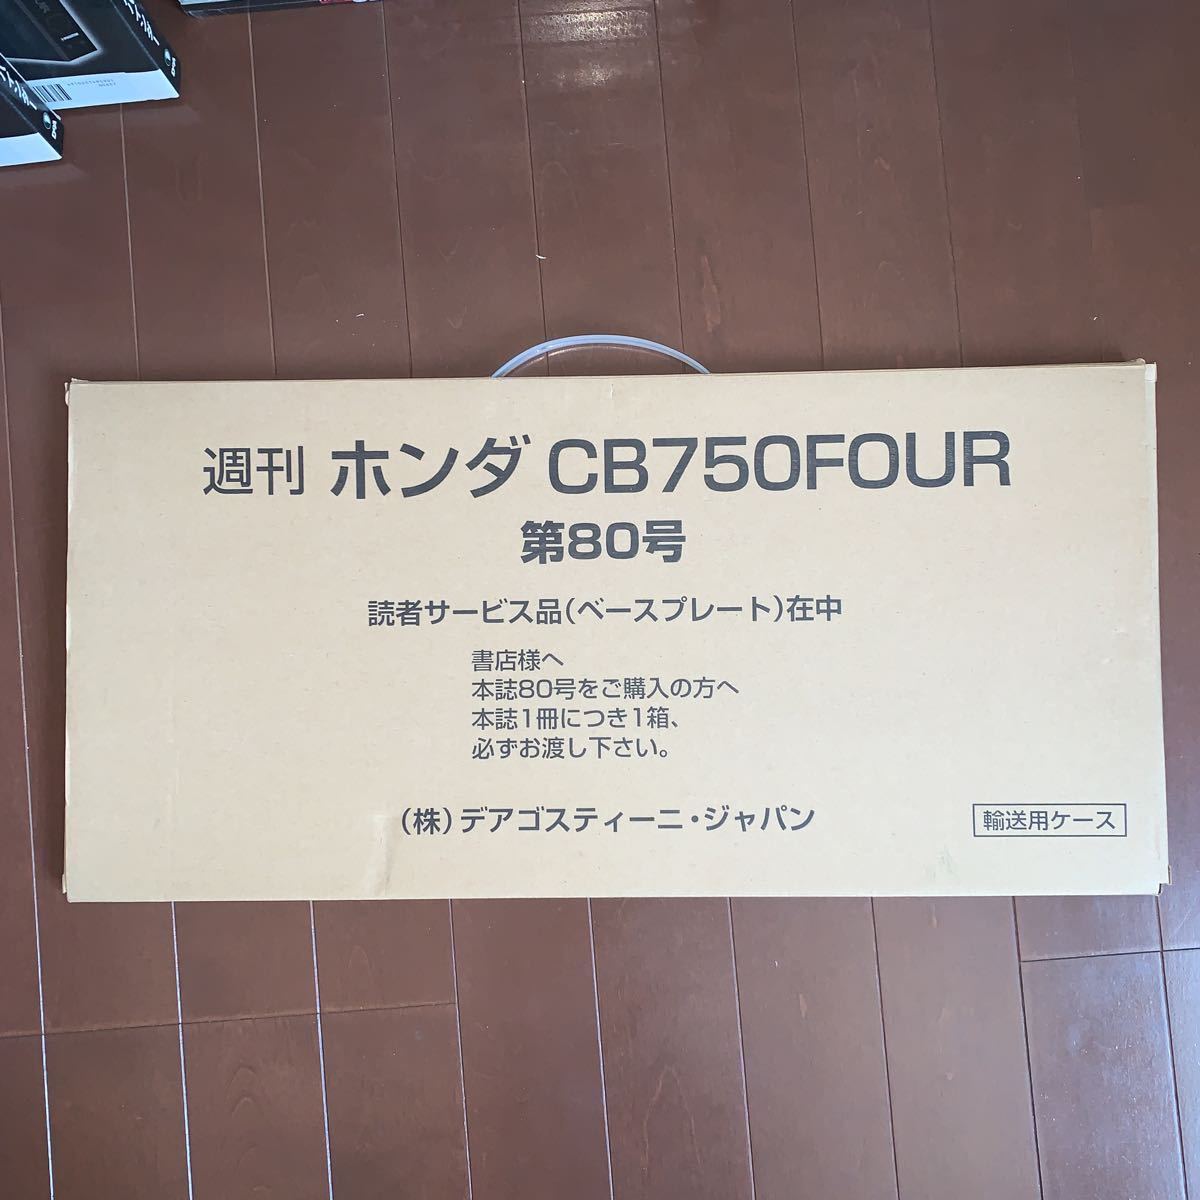 週刊 ホンダ CB750FOUR
第80号
読者サービス品(ベースプレート)在中
書店様へ
本誌80号をご購入の方へ
本誌1冊につき1箱、
必ずお渡し下さい。
(株)デアゴスティーニ・ジャパン
輸送用ケース